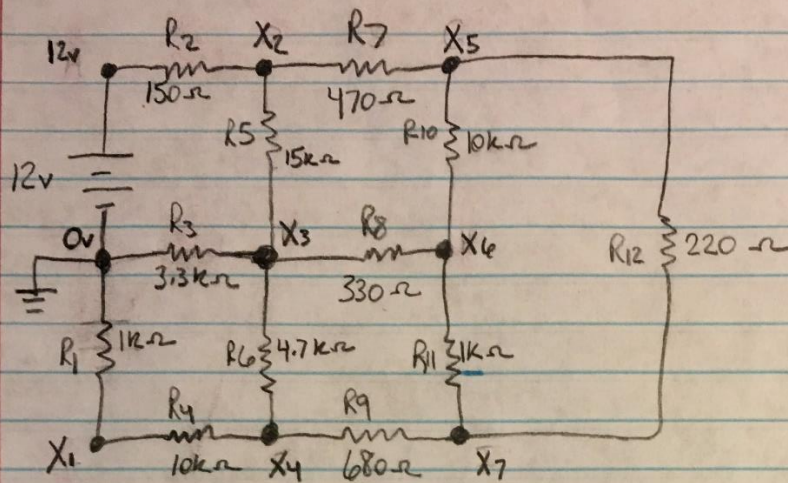 12v R2 X2 R7 X5
150Ω 470Ω
R5 15kΩ R10 10kΩ
12v
0v R3 X3 R8 X6 R12 220 Ω
3.3kΩ 330Ω
R1 1kΩ R6 4.7kΩ R11 1kΩ
R4 R9
X1 10kΩ X4 680Ω X7